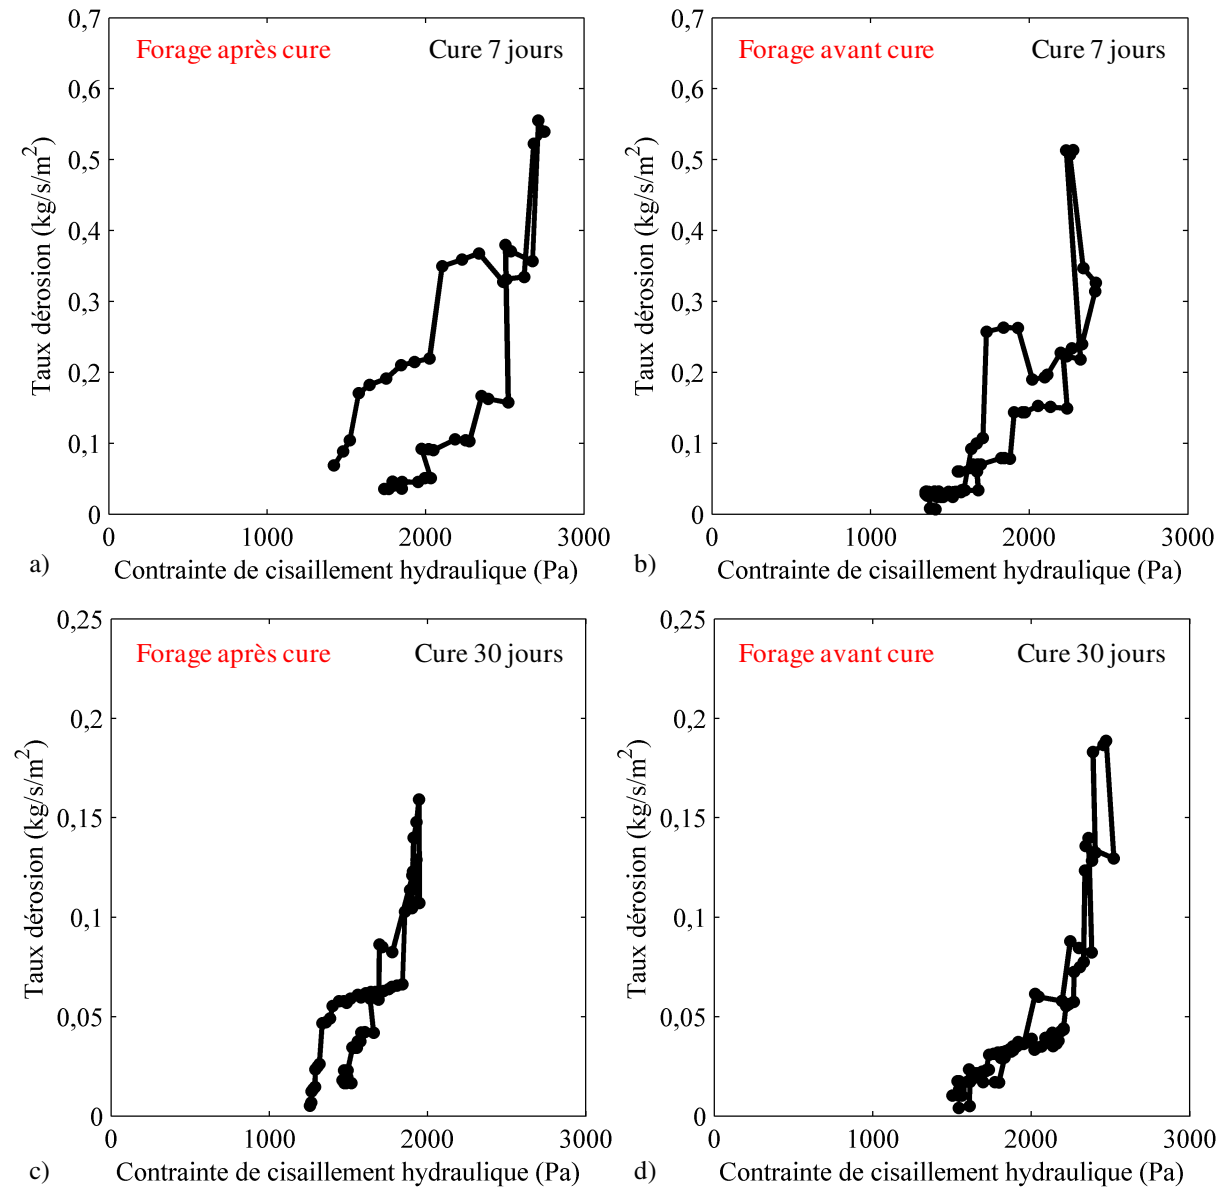 0,7
0,6
0,5
0,4
0,3
0,2
0,1
0
Taux dérosion (kg/s/m²)
Forage après cure
Cure 7 jours
0
1000
2000
3000
a)
Contrainte de cisaillement hydraulique (Pa)
0,7
0,6
0,5
0,4
0,3
0,2
0,1
0
Taux dérosion (kg/s/m²)
Forage avant cure
Cure 7 jours
0
1000
2000
3000
b)
Contrainte de cisaillement hydraulique (Pa)
0,25
0,2
0,15
0,1
0,05
0
Taux dérosion (kg/s/m²)
Forage après cure
Cure 30 jours
0
1000
2000
3000
c)
Contrainte de cisaillement hydraulique (Pa)
0,25
0,2
0,15
0,1
0,05
0
Taux dérosion (kg/s/m²)
Forage avant cure
Cure 30 jours
0
1000
2000
3000
d)
Contrainte de cisaillement hydraulique (Pa)